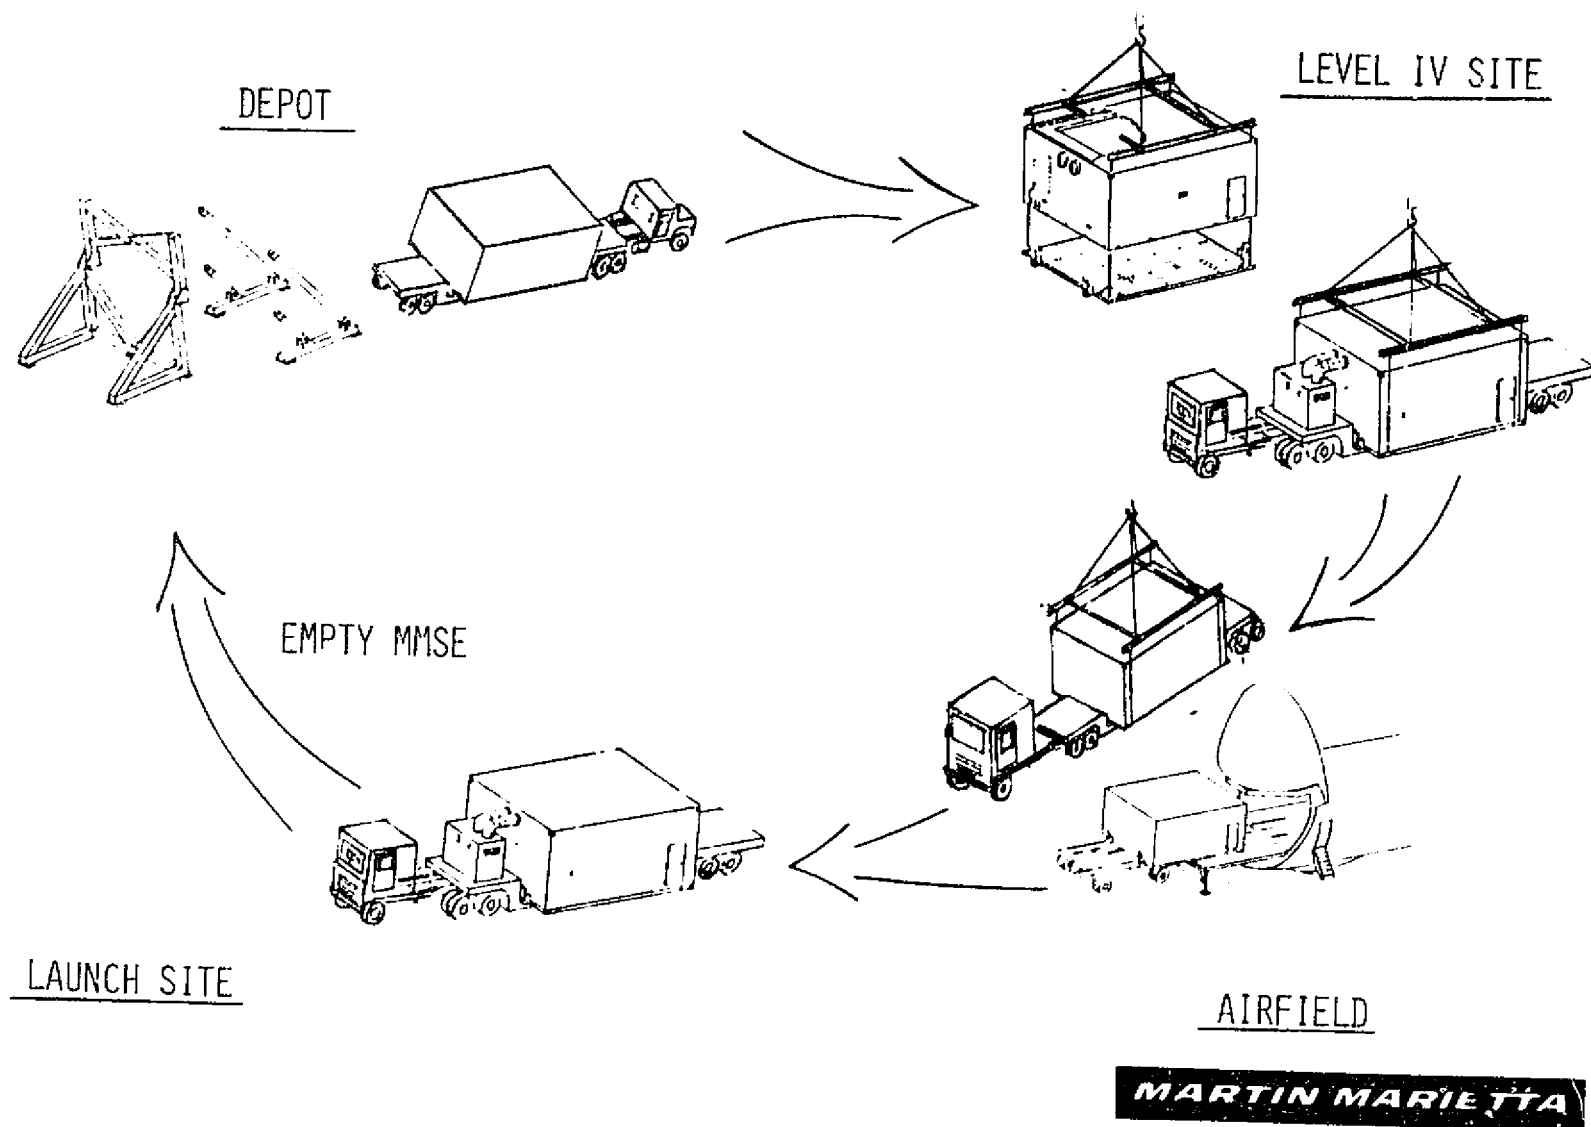 DEPOT
LEVEL IV SITE
EMPTY MMSE
LAUNCH SITE
AIRFIELD
MARTIN MARIETTA